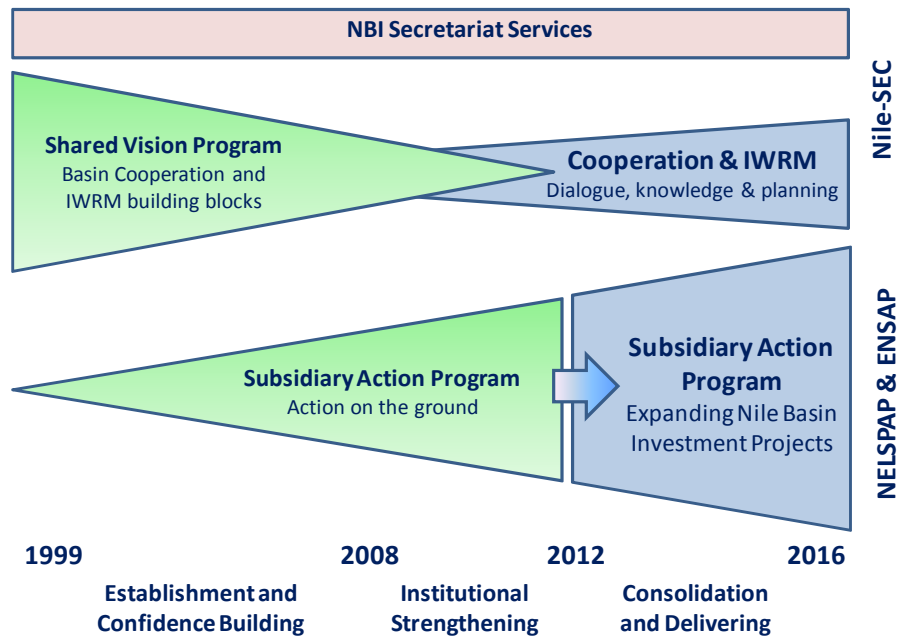 NBI Secretariat Services
Nile-SEC
Shared Vision Program
Basin Cooperation and
IWRM building blocks
Cooperation & IWRM
Dialogue, knowledge & planning
Subsidiary Action Program
Action on the ground
Subsidiary Action
Program
Expanding Nile Basin
Investment Projects
NELSPAP & ENSAP
1999 2008 2012 2016
Establishment and
Confidence Building
Institutional
Strengthening
Consolidation
and Delivering